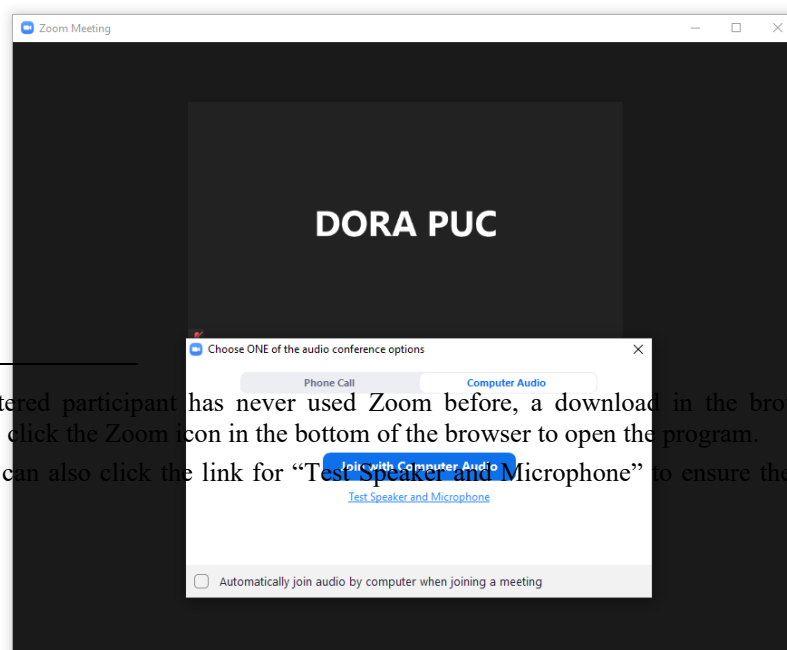 Zoom Meeting
DORA PUC
Choose ONE of the audio conference options
Phone Call
Computer Audio
tered participant has never used Zoom before, a download in the bro
click the Zoom icon in the bottom of the browser to open the program.
can also click the link for “Test Speaker and Microphone” to ensure the
Join with Computer Audio
Test Speaker and Microphone
Automatically join audio by computer when joining a meeting